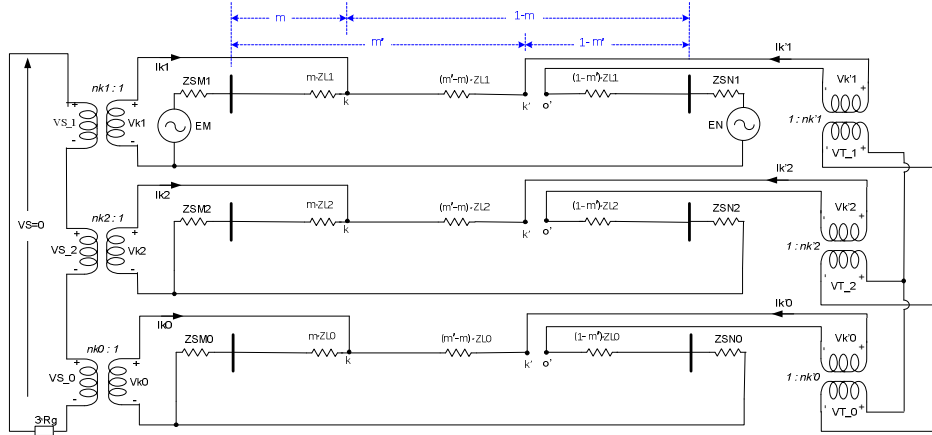 m
1-m
m'
1-m'
nk1 : 1
VS_1
+
-
+
-
Vk1
Ik1
ZSM1
EM
m·ZL1
k
(m'-m)·ZL1
k'
o'
(1-m')·ZL1
ZSN1
EN
Ik'1
Vk'1
-
+
1 : nk'1
-
+
VT_1
VS=0
nk2 : 1
VS_2
+
-
+
-
Vk2
Ik2
ZSM2
m·ZL2
k
(m'-m)·ZL2
k'
o'
(1-m')·ZL2
ZSN2
Ik'2
Vk'2
-
+
1 : nk'2
-
+
VT_2
nk0 : 1
VS_0
+
-
+
-
Vk0
Ik0
ZSM0
m·ZL0
k
(m'-m)·ZL0
k'
o'
(1-m')·ZL0
ZSN0
Ik'0
Vk'0
-
+
1 : nk'0
-
+
VT_0
3·Rg